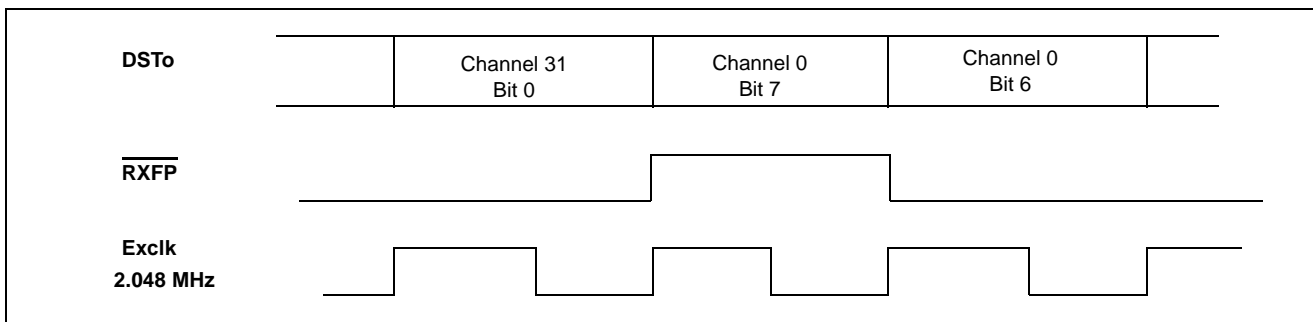 DSTo
Channel 31
Bit 0
Channel 0
Bit 7
Channel 0
Bit 6
RXFP
Exclk
2.048 MHz